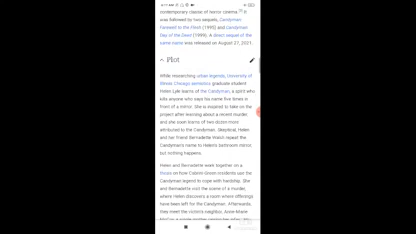 contemporary classic of horror cinema.
It was followed by two sequels, Candyman:
Farewell to the Flesh (1995) and Candyman:
Day of the Dead (1999). A direct sequel of the
same name was released on August 27, 2021.
Plot
While researching urban legends, University of
Illinois Chicago semiotics graduate student
Helen Lyle learns of the Candyman, a spirit who
kills anyone who says his name five times in
front of a mirror. She is inspired to take on the
project after learning about a recent murder,
and she soon learns of two dozen more
attributed to the Candyman. Skeptical, Helen
and her friend Bernadette Walsh repeat the
Candyman's name to Helen's bathroom mirror,
but nothing happens.
Helen and Bernadette work together on a
thesis on how Cabrini-Green residents use the
Candyman legend to cope with hardship. She
and Bernadette visit the scene of a murder,
where Helen discovers a room where offerings
have been left for the Candyman. Afterwards,
they meet the victim's neighbor, Anne-Marie